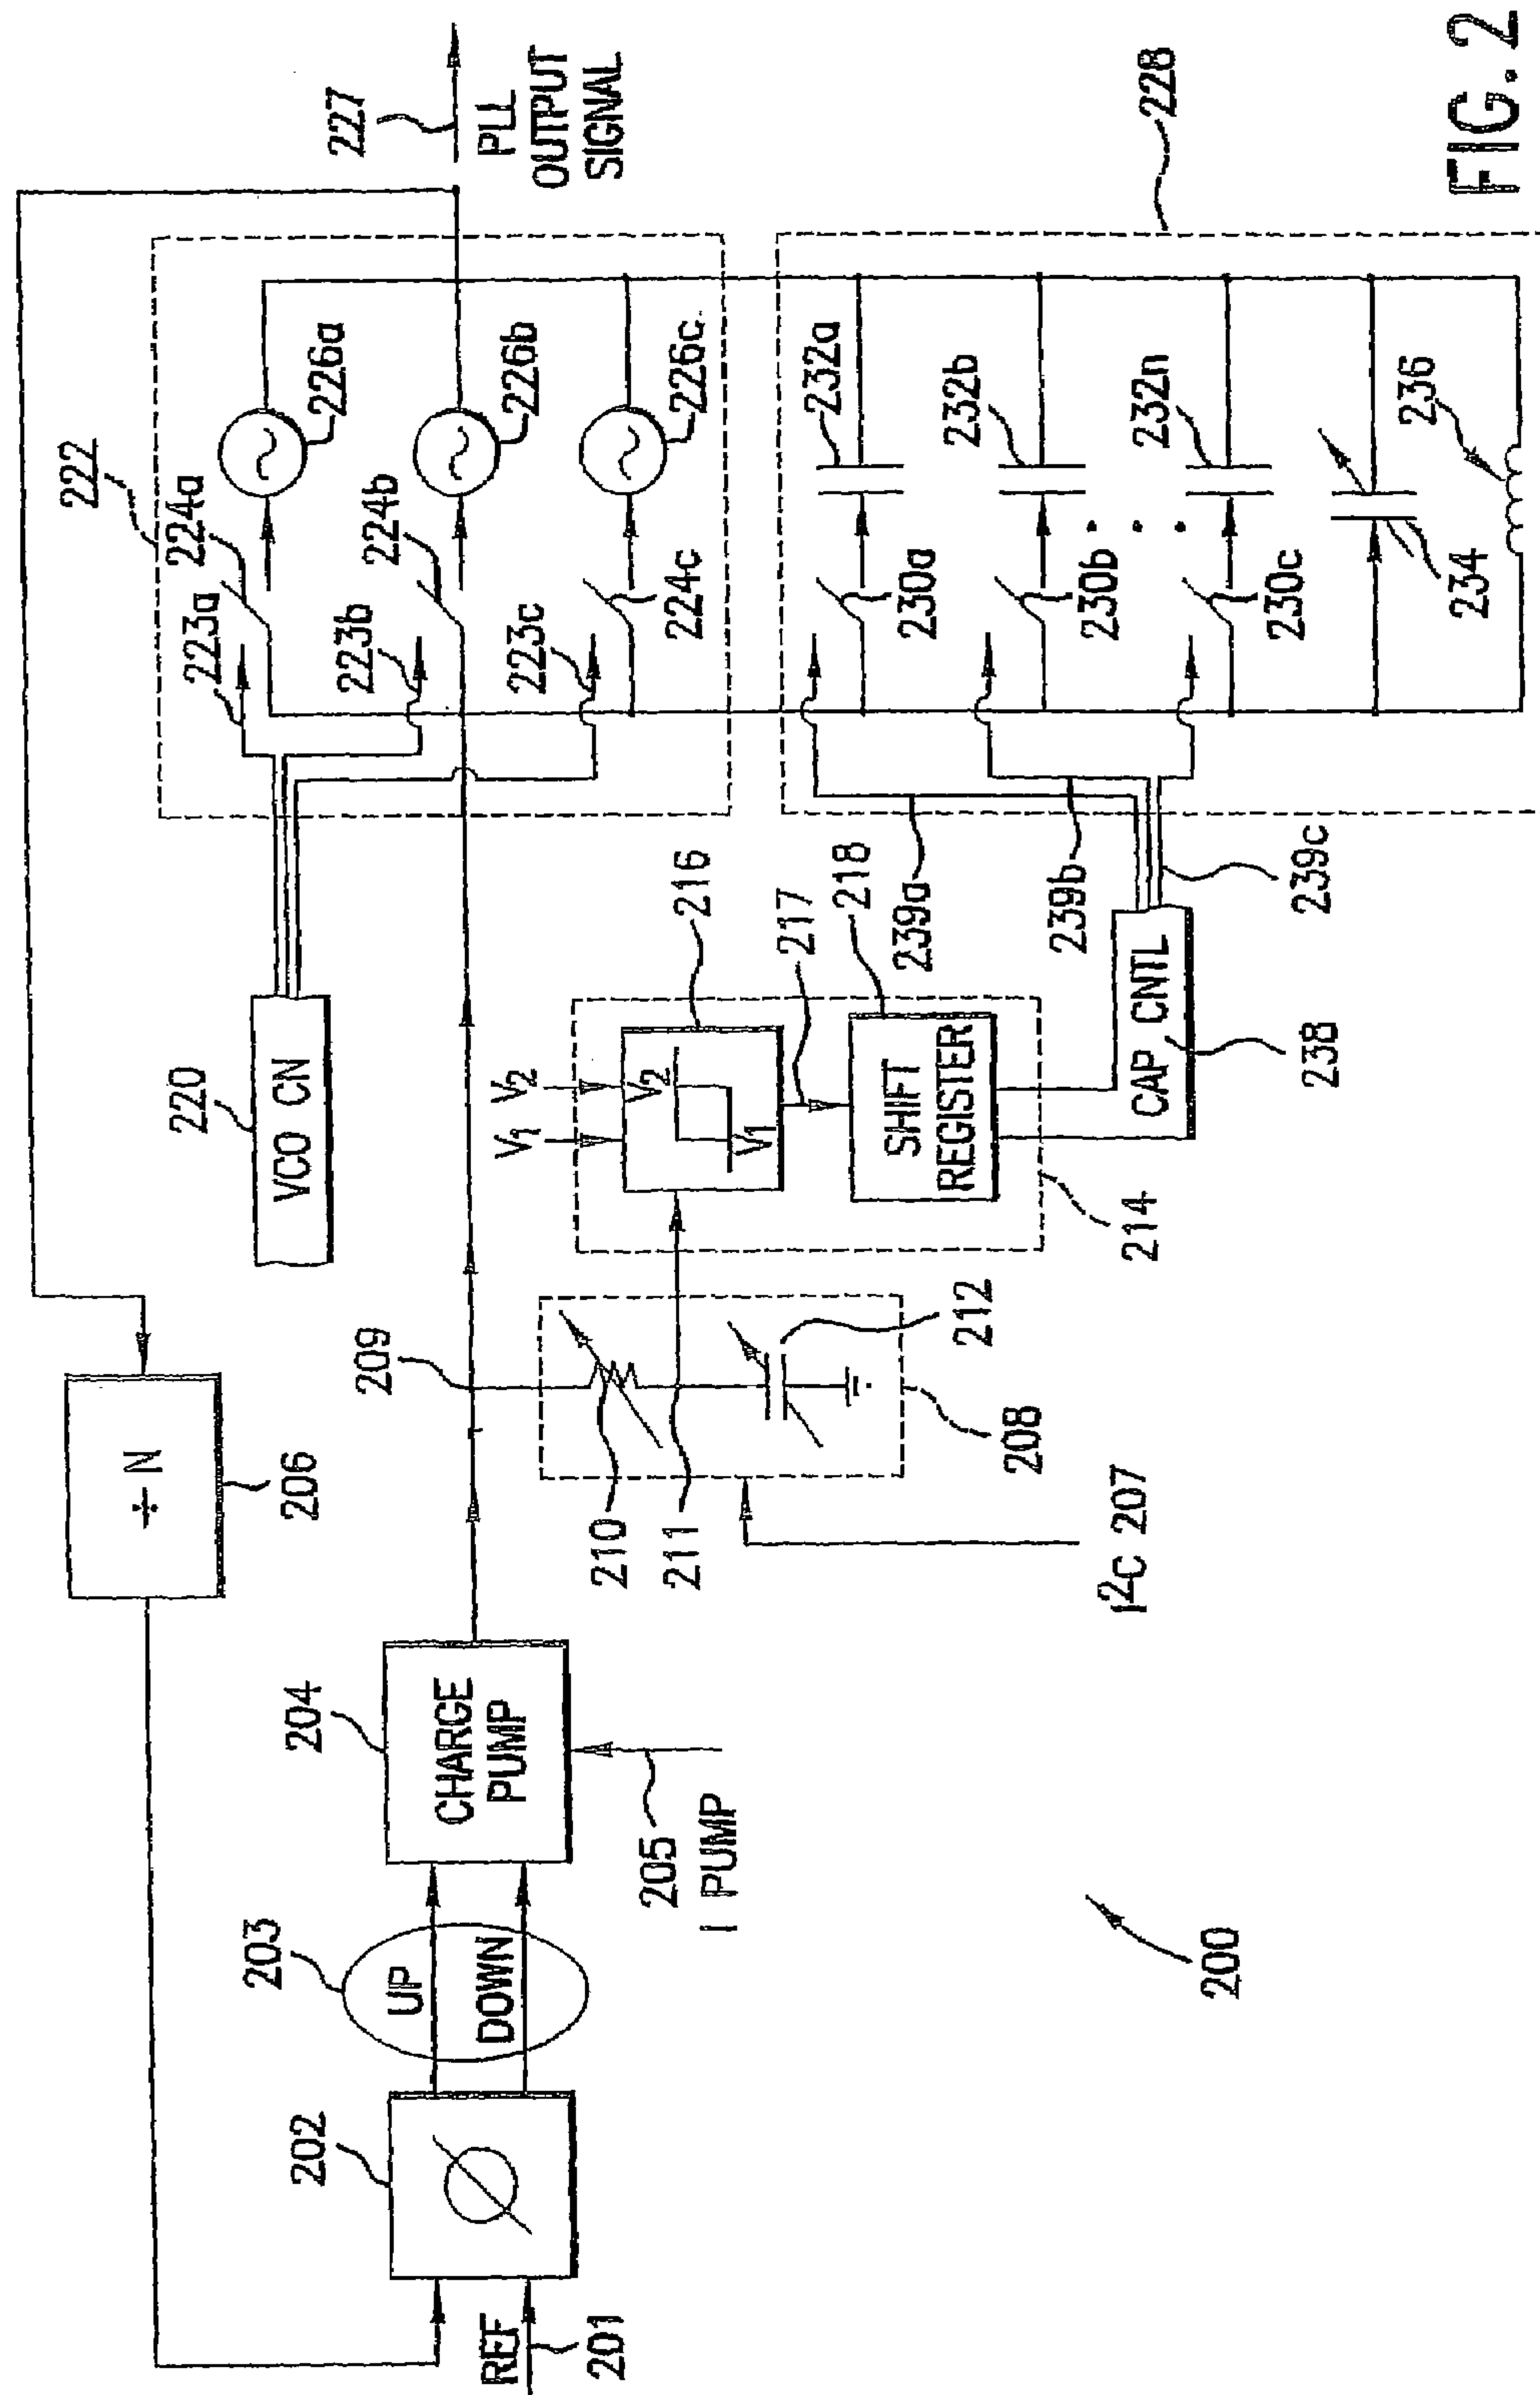 227
PLL
OUTPUT
SIGNAL
222
223a
224a
226a
223b
224b
226b
223c
224c
226c
228
232a
230a
232b
230b
232n
230c
234
236
FIG. 2
220
VCO CN
÷ N
206
209
V1
V2
216
V2
V1
217
218
SHIFT
REGISTER
214
239a
239b
239c
CAP CNTL
238
210
211
212
208
I²C 207
204
CHARGE
PUMP
205
I PUMP
203
UP
DOWN
202
Ø
REF
201
200